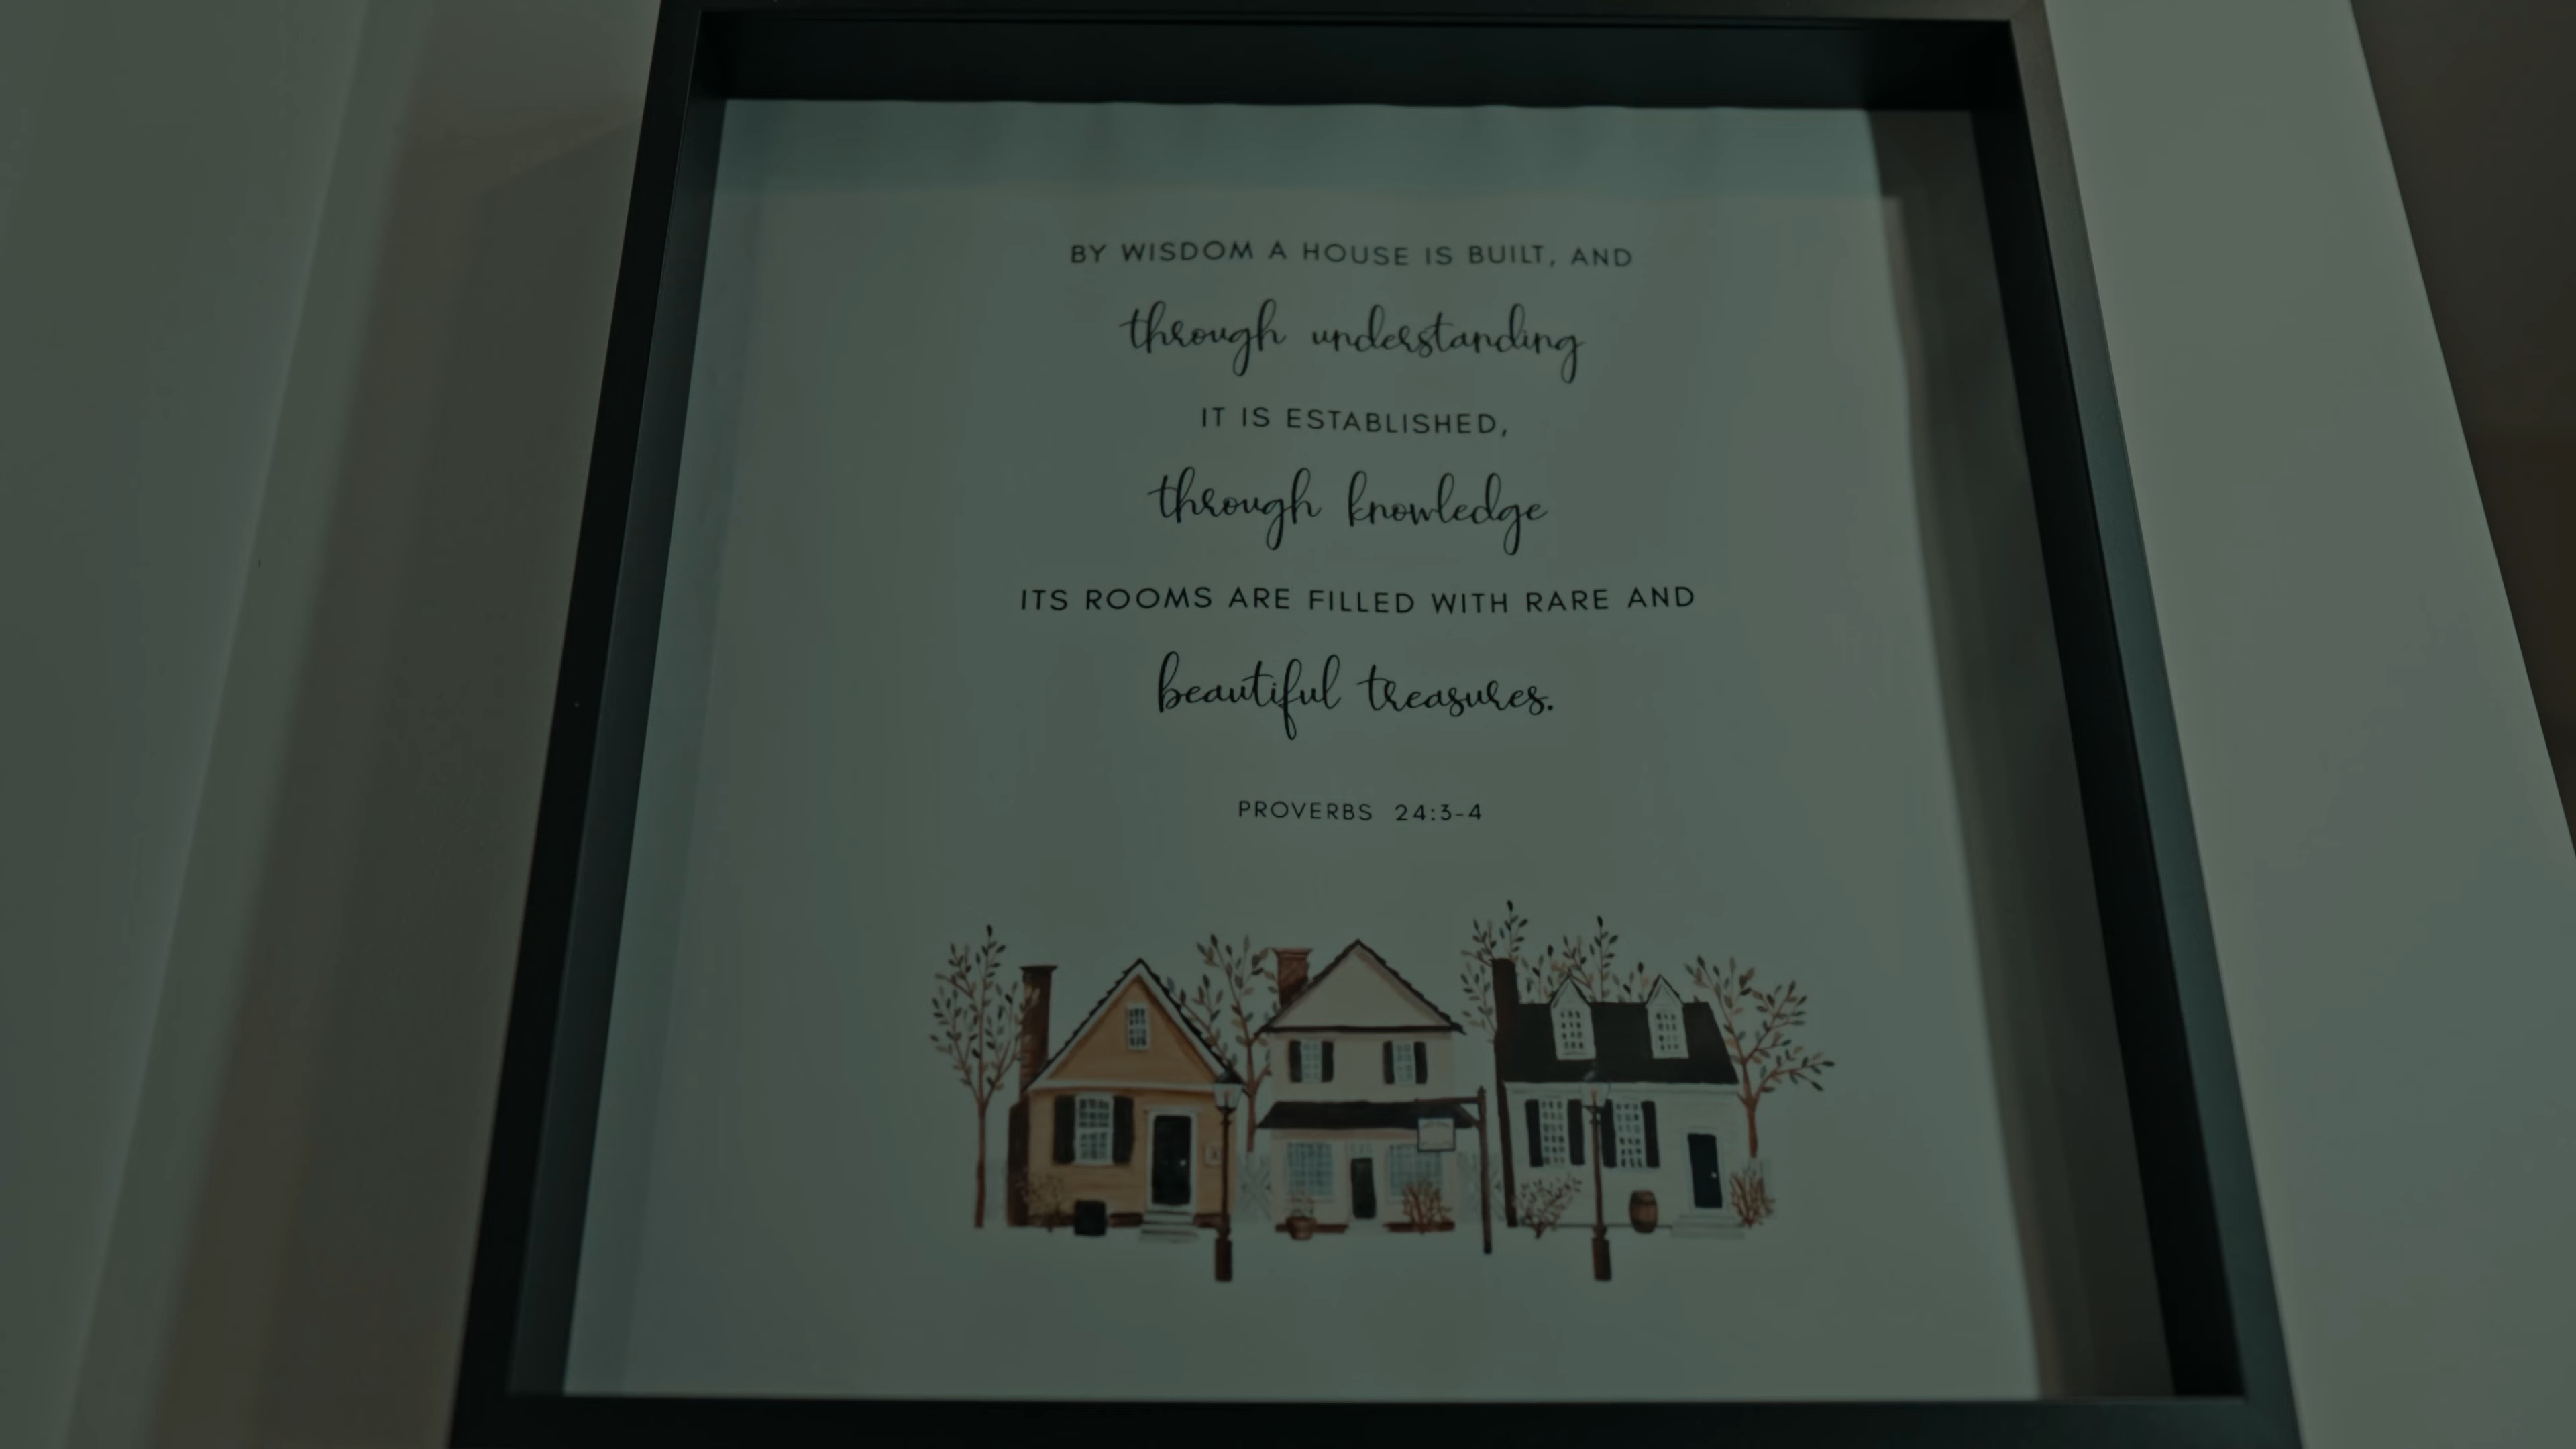 BY WISDOM A HOUSE IS BUILT, AND
through understanding
IT IS ESTABLISHED,
through knowledge
ITS ROOMS ARE FILLED WITH RARE AND
beautiful treasures.
PROVERBS 24:3-4